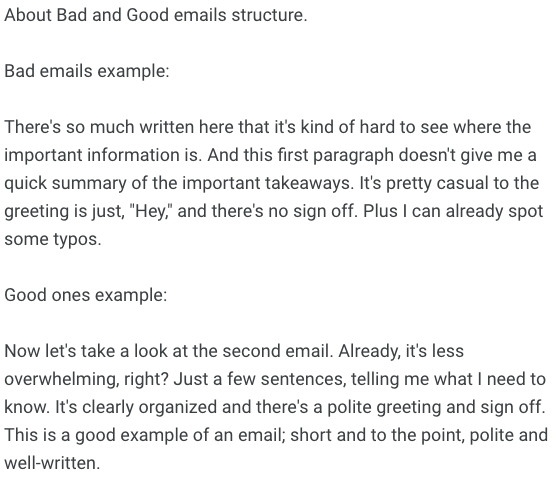 About Bad and Good emails structure.
Bad emails example:
There's so much written here that it's kind of hard to see where the
important information is. And this first paragraph doesn't give me a
quick summary of the important takeaways. It's pretty casual to the
greeting is just, "Hey," and there's no sign off. Plus I can already spot
some typos.
Good ones example:
Now let's take a look at the second email. Already, it's less
overwhelming, right? Just a few sentences, telling me what I need to
know. It's clearly organized and there's a polite greeting and sign off.
This is a good example of an email; short and to the point, polite and
well-written.